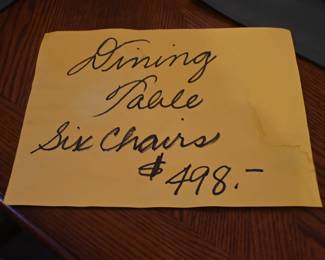 Dining
Table
Six Chairs
$498.-